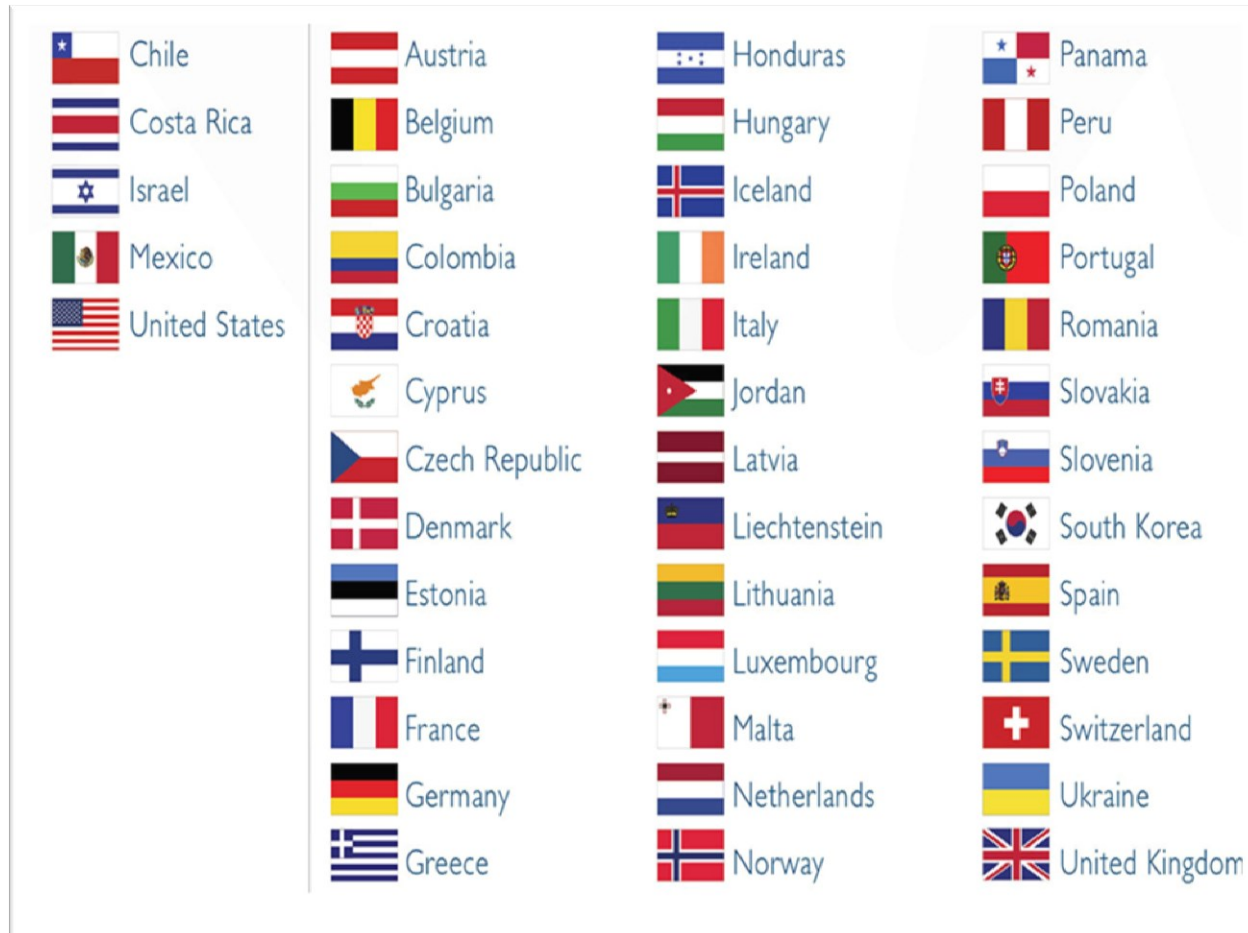 Chile
Costa Rica
Israel
Mexico
United States
Austria
Belgium
Bulgaria
Colombia
Croatia
Cyprus
Czech Republic
Denmark
Estonia
Finland
France
Germany
Greece
Honduras
Hungary
Iceland
Ireland
Italy
Jordan
Latvia
Liechtenstein
Lithuania
Luxembourg
Malta
Netherlands
Norway
Panama
Peru
Poland
Portugal
Romania
Slovakia
Slovenia
South Korea
Spain
Sweden
Switzerland
Ukraine
United Kingdom